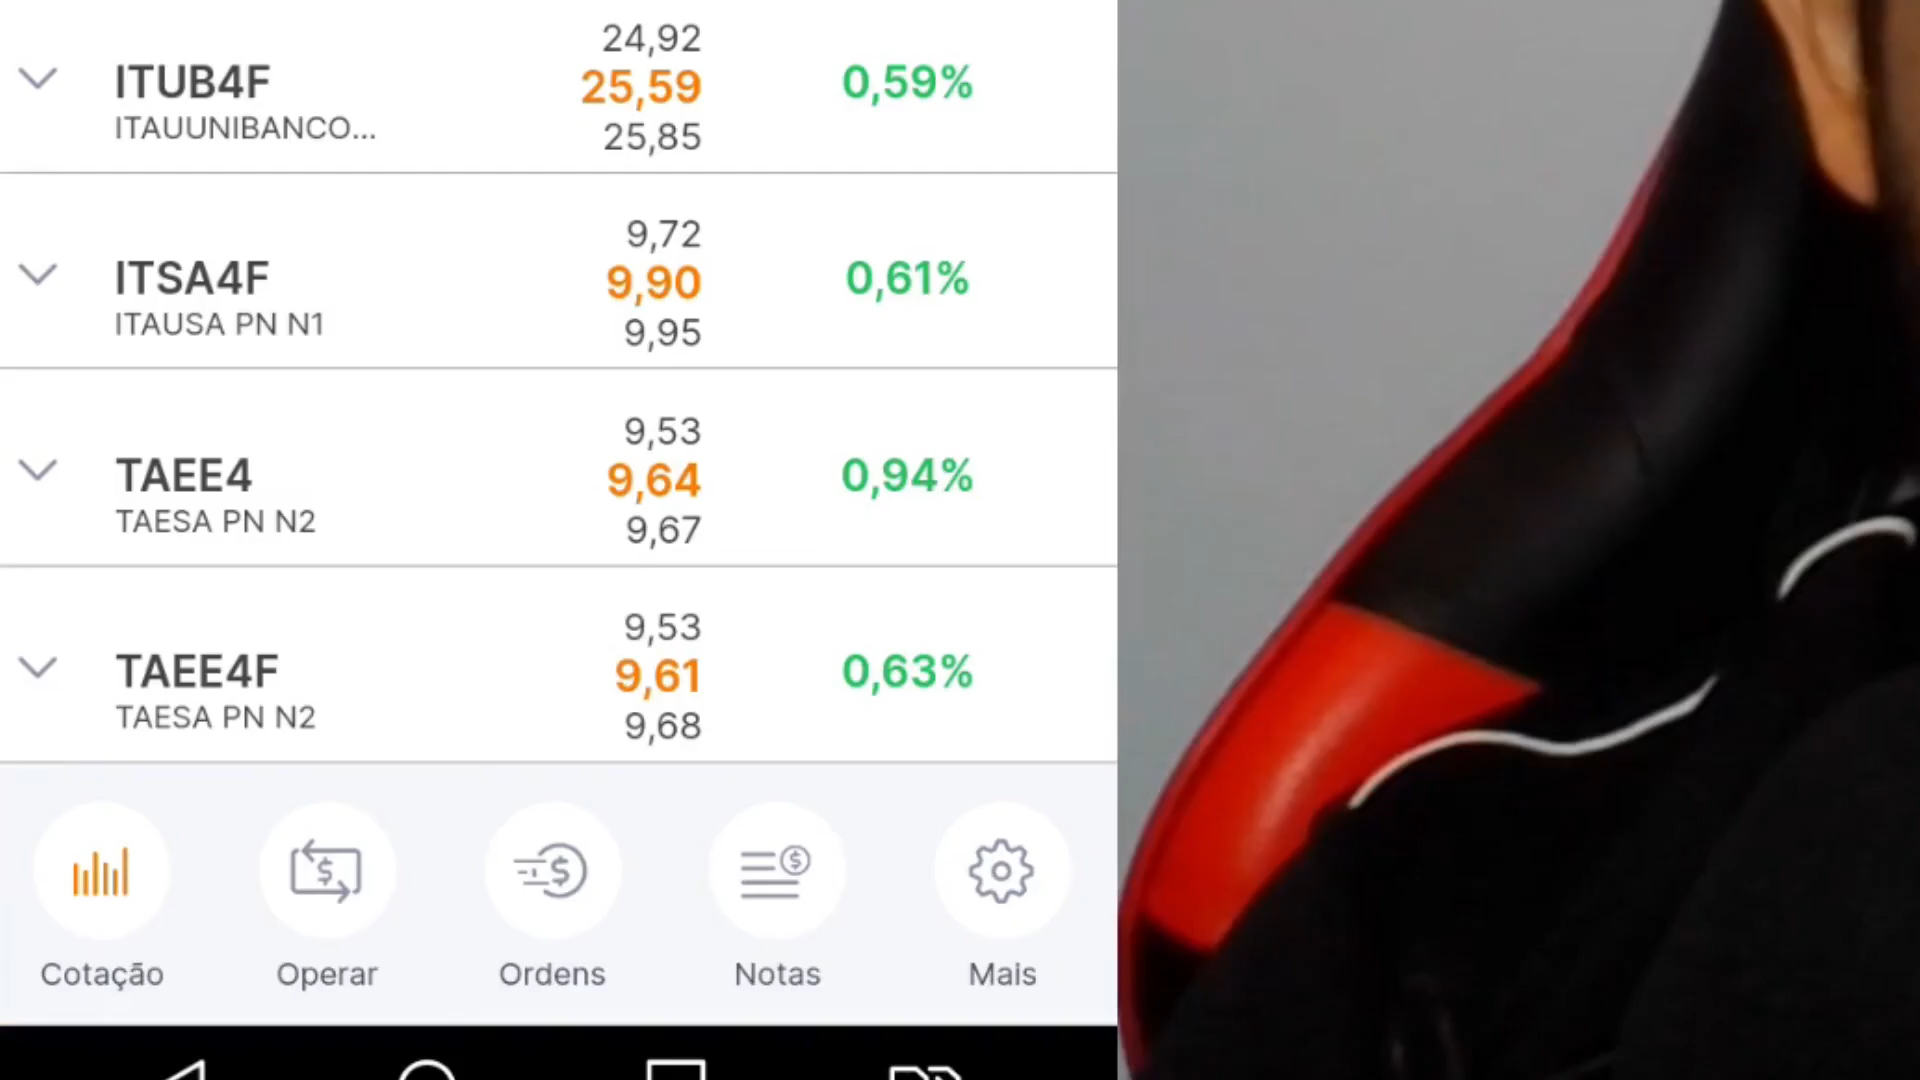 24,92
ITUB4F 25,59 0,59%
ITAUUNIBANCO...
25,85
9,72
ITSA4F 9,90 0,61%
ITAUSA PN N1
9,95
9,53
TAEE4 9,64 0,94%
TAESA PN N2
9,67
9,53
TAEE4F 9,61 0,63%
TAESA PN N2
9,68
Cotação Operar Ordens Notas Mais